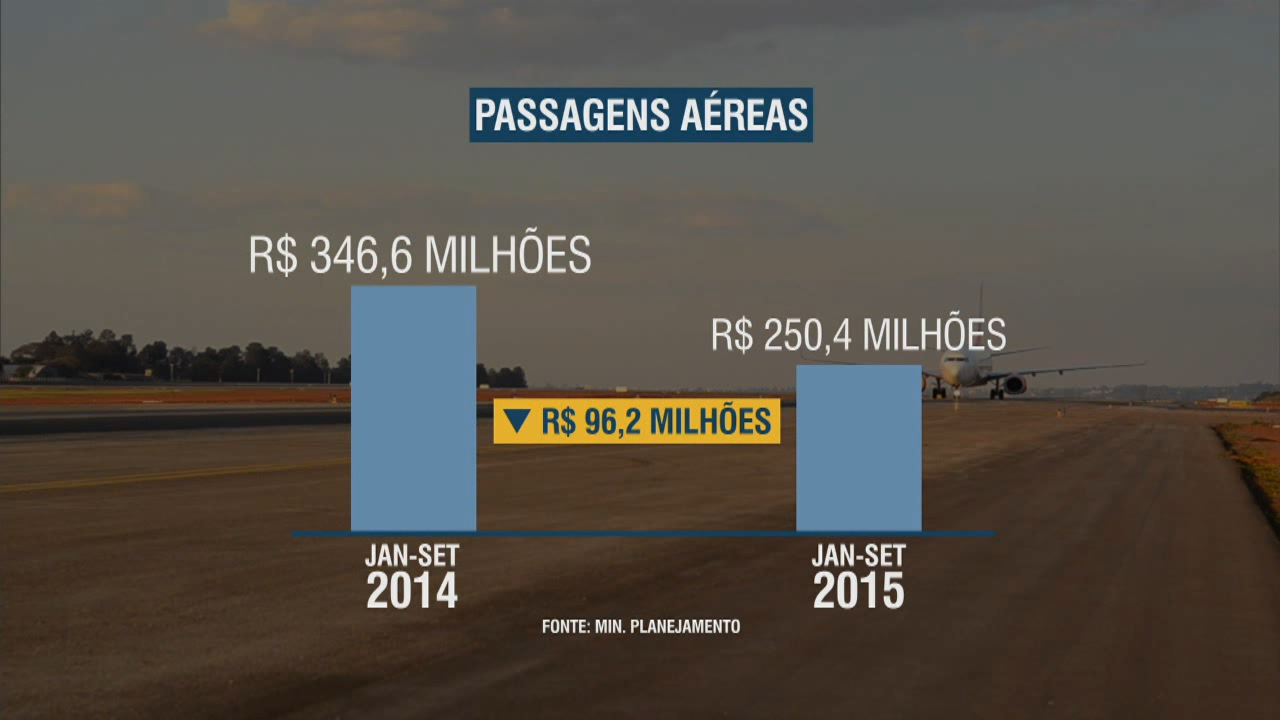 PASSAGENS AÉREAS
R$ 346,6 MILHÕES
R$ 250,4 MILHÕES
▼ R$ 96,2 MILHÕES
JAN-SET
2014
JAN-SET
2015
FONTE: MIN. PLANEJAMENTO